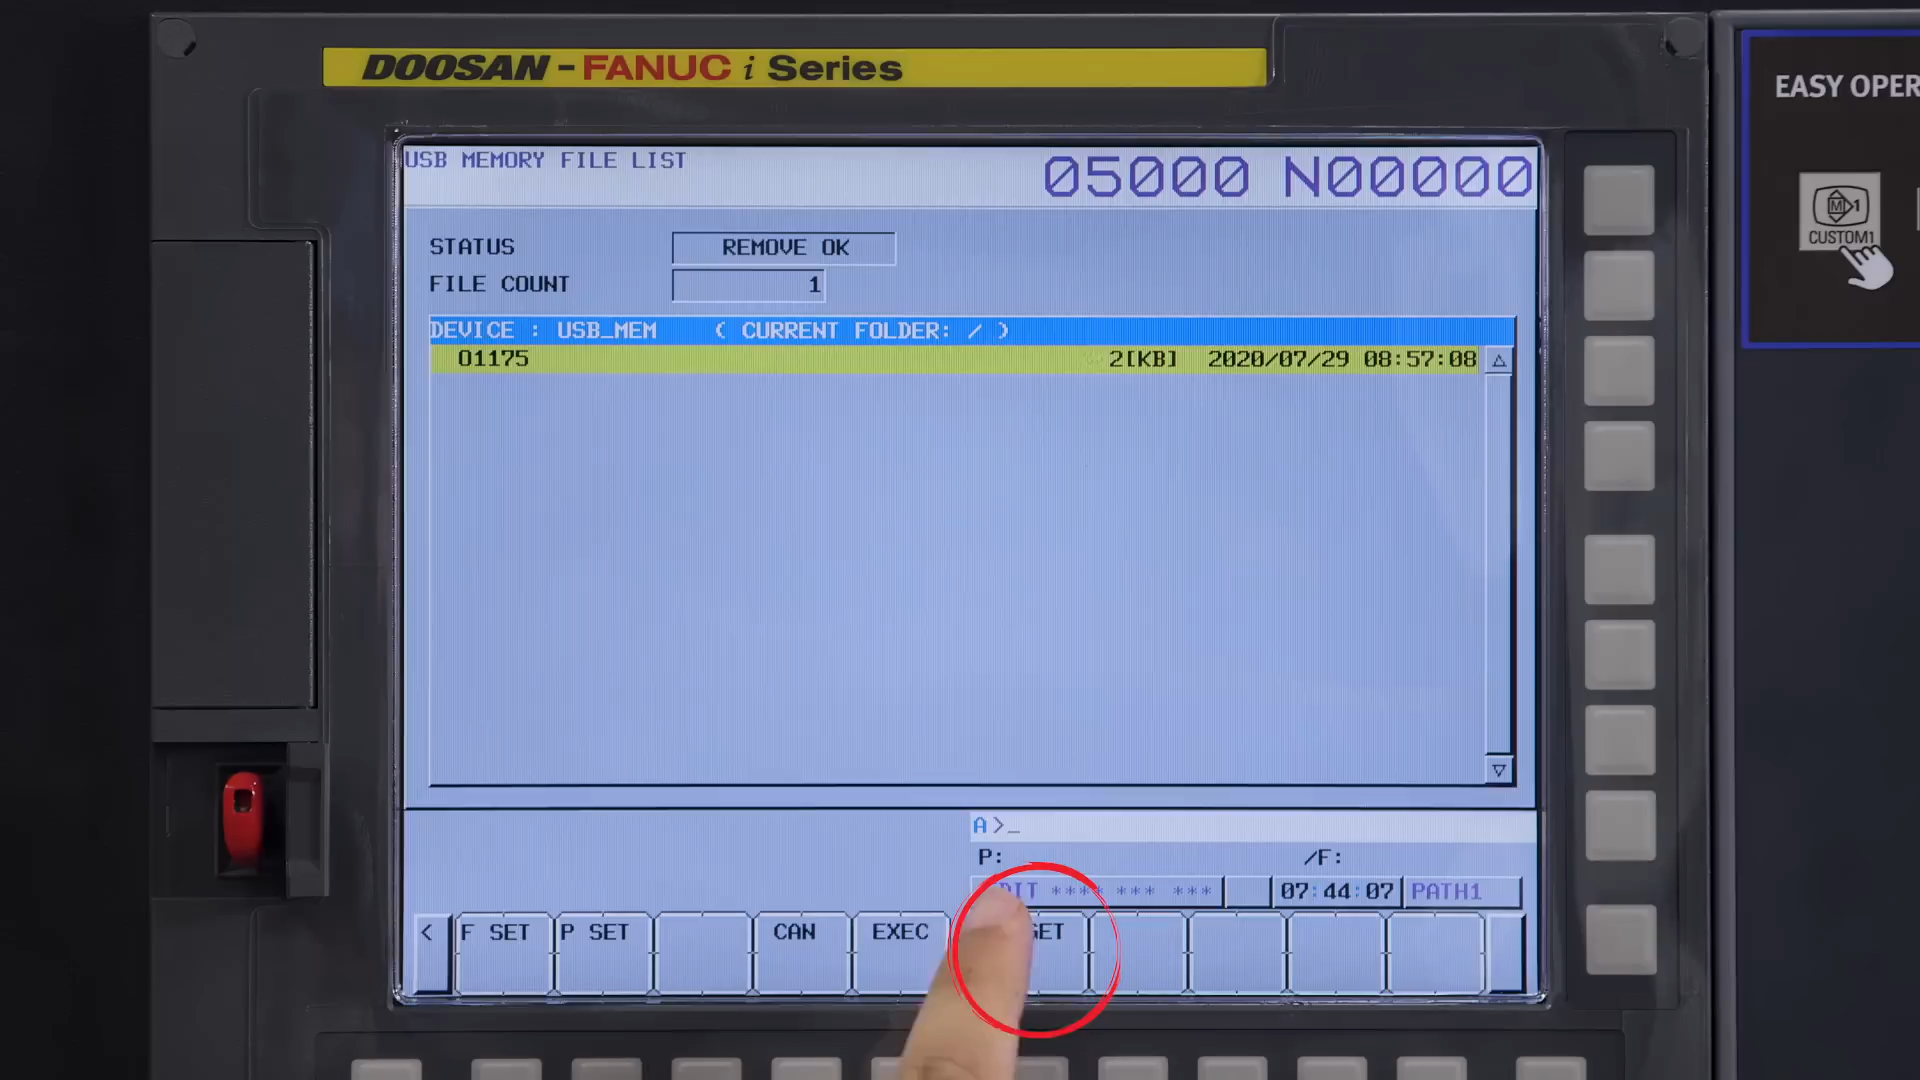 DOOSAN - FANUC i Series
EASY OPER
USB MEMORY FILE LIST
O5000 N00000
CUSTOM1
STATUS REMOVE OK
FILE COUNT 1
DEVICE : USB_MEM ( CURRENT FOLDER: / )
O1175 2[KB] 2020/07/29 08:57:08
A>_
P: /F:
**** *** *** 07:44:07 PATH1
< F SET P SET CAN EXEC